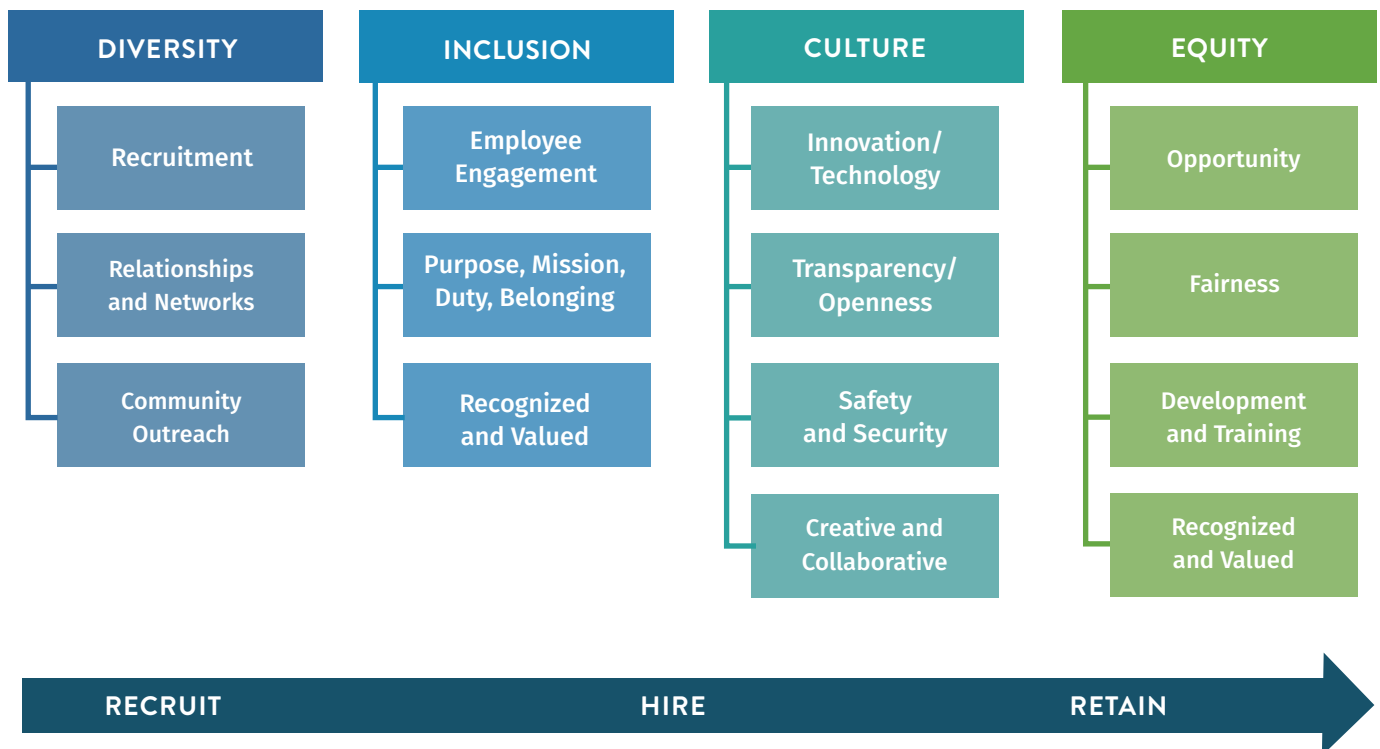 DIVERSITY
Recruitment
Relationships
and Networks
Community
Outreach
INCLUSION
Employee
Engagement
Purpose, Mission,
Duty, Belonging
Recognized
and Valued
CULTURE
Innovation/
Technology
Transparency/
Openness
Safety
and Security
Creative and
Collaborative
EQUITY
Opportunity
Fairness
Development
and Training
Recognized
and Valued
RECRUIT
HIRE
RETAIN